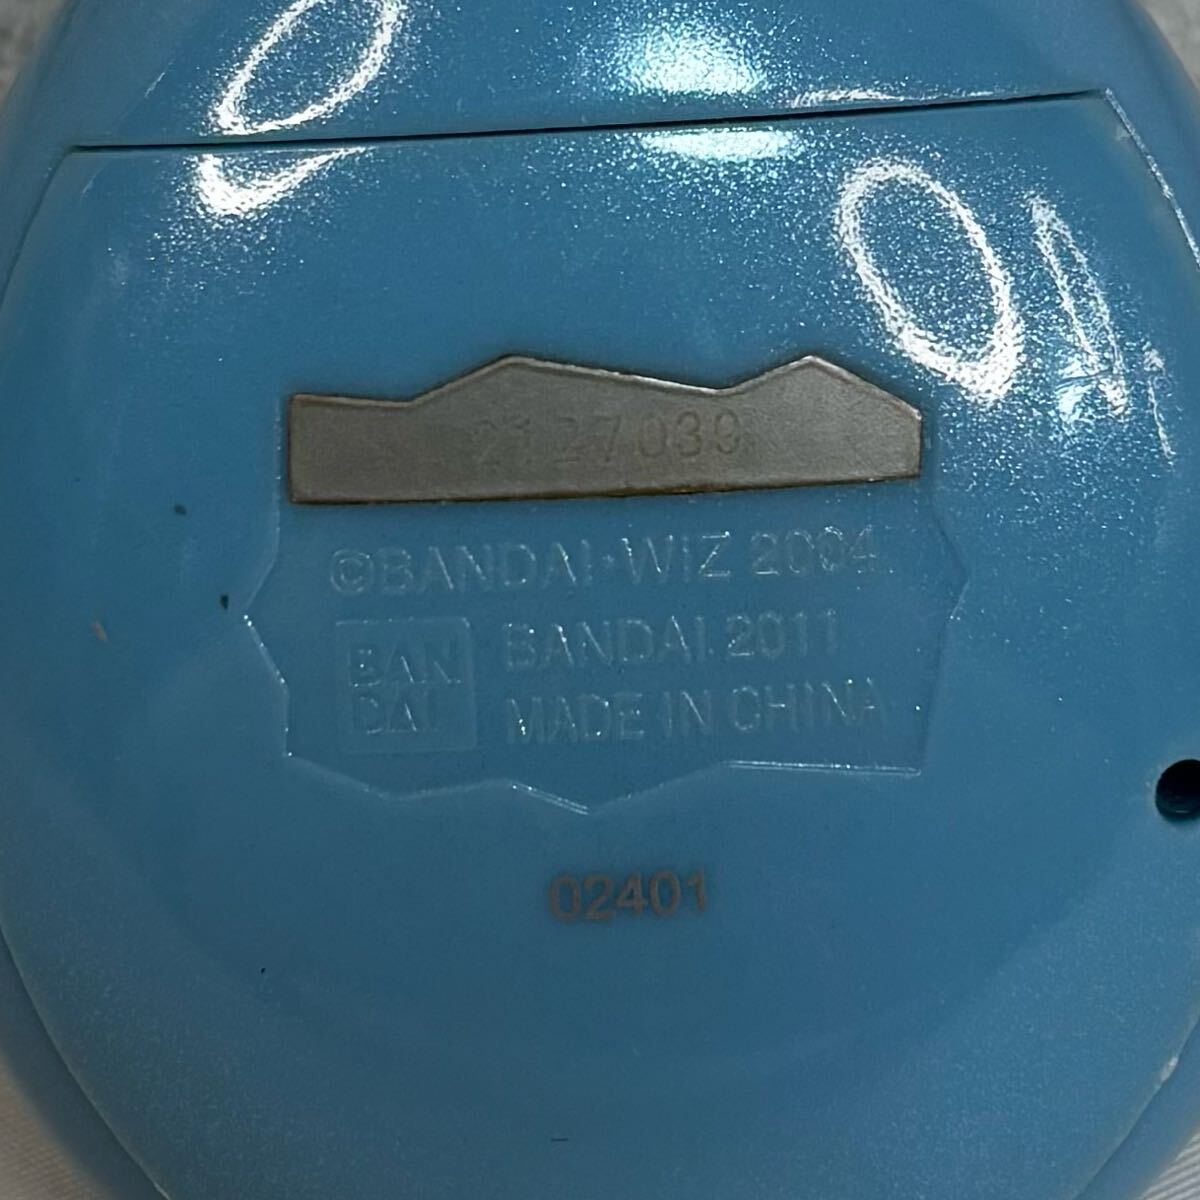 2127039
©BANDAI・WIZ 2004
BAN
DAI
BANDAI 2011
MADE IN CHINA
02401